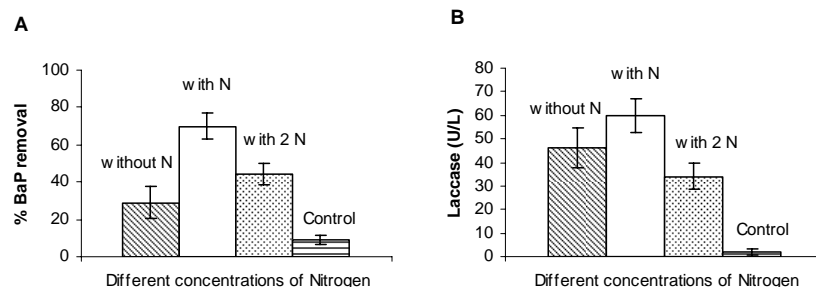 A
% BaP removal
100
80
60
40
20
0
without N
with N
with 2 N
Control
Different concentrations of Nitrogen
B
Laccase (U/L)
80
70
60
50
40
30
20
10
0
without N
with N
with 2 N
Control
Different concentrations of Nitrogen